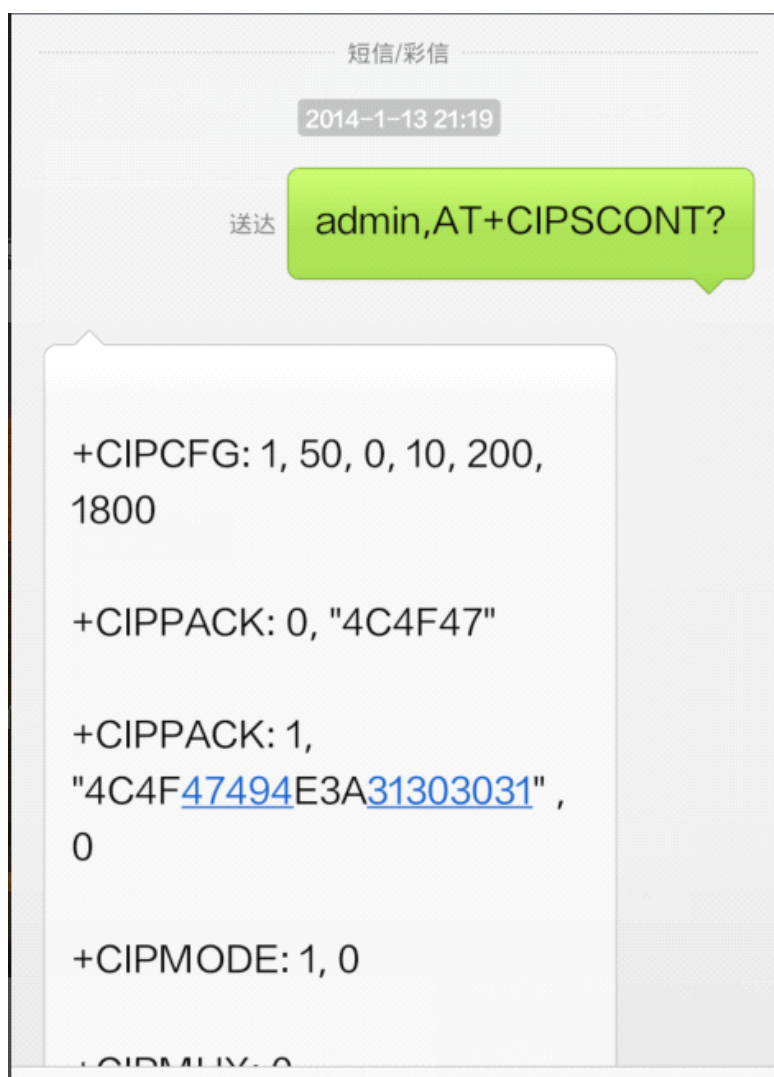 短信/彩信
2014-1-13 21:19
送达
admin,AT+CIPSCONT?
+CIPCFG: 1, 50, 0, 10, 200,
1800
+CIPPACK: 0, "4C4F47"
+CIPPACK: 1,
"4C4F47494E3A31303031" ,
0
+CIPMODE: 1, 0